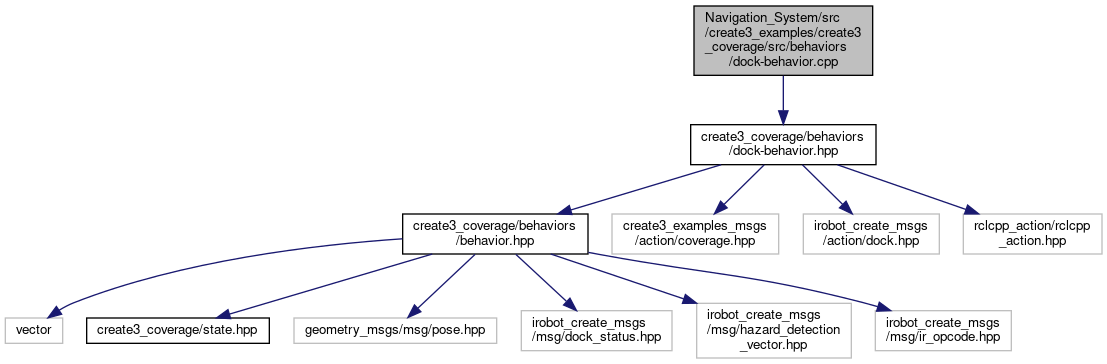 Navigation_System/src
/create3_examples/create3
_coverage/src/behaviors
/dock-behavior.cpp
create3_coverage/behaviors
/dock-behavior.hpp
create3_coverage/behaviors
/behavior.hpp
create3_examples_msgs
/action/coverage.hpp
irobot_create_msgs
/action/dock.hpp
rclcpp_action/rclcpp
_action.hpp
vector
create3_coverage/state.hpp
geometry_msgs/msg/pose.hpp
irobot_create_msgs
/msg/dock_status.hpp
irobot_create_msgs
/msg/hazard_detection
_vector.hpp
irobot_create_msgs
/msg/ir_opcode.hpp